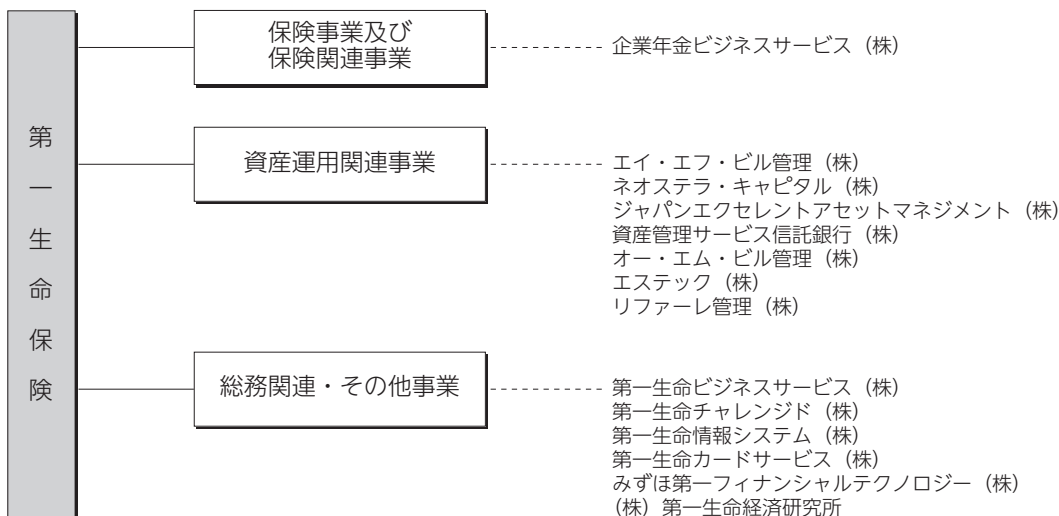 第一生命保険
保険事業及び
保険関連事業
企業年金ビジネスサービス（株）
資産運用関連事業
エイ・エフ・ビル管理（株）
ネオステラ・キャピタル（株）
ジャパンエクセレントアセットマネジメント（株）
資産管理サービス信託銀行（株）
オー・エム・ビル管理（株）
エステック（株）
リファーレ管理（株）
総務関連・その他事業
第一生命ビジネスサービス（株）
第一生命チャレンジド（株）
第一生命情報システム（株）
第一生命カードサービス（株）
みずほ第一フィナンシャルテクノロジー（株）
（株）第一生命経済研究所